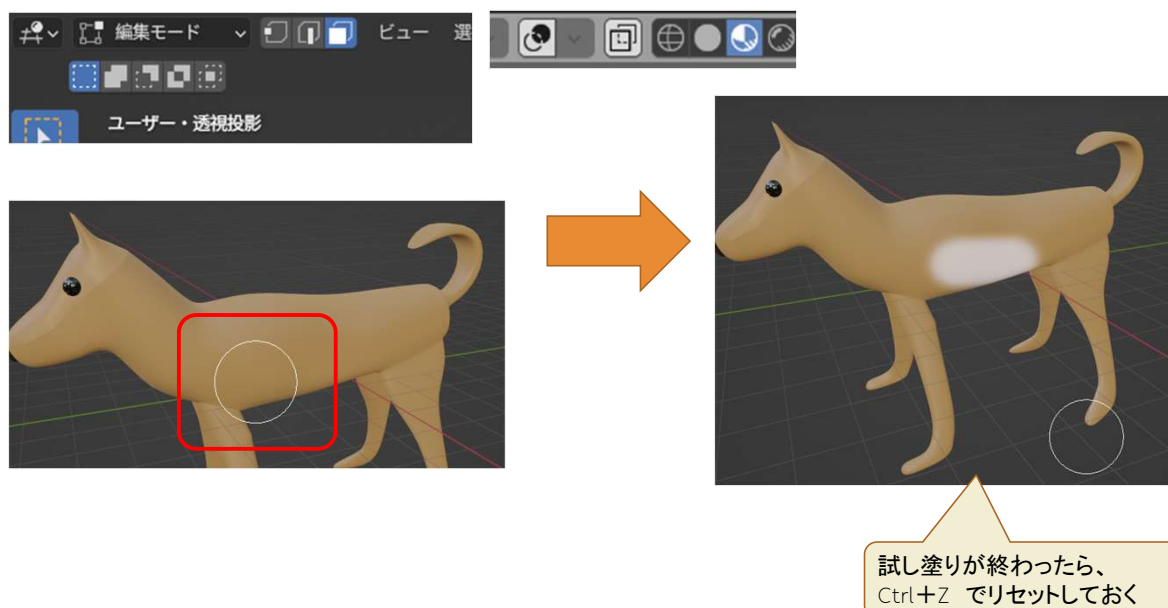 編集モード
ビュー
選
ユーザー・透視投影
試し塗りが終わったら、
Ctrl＋Z でリセットしておく